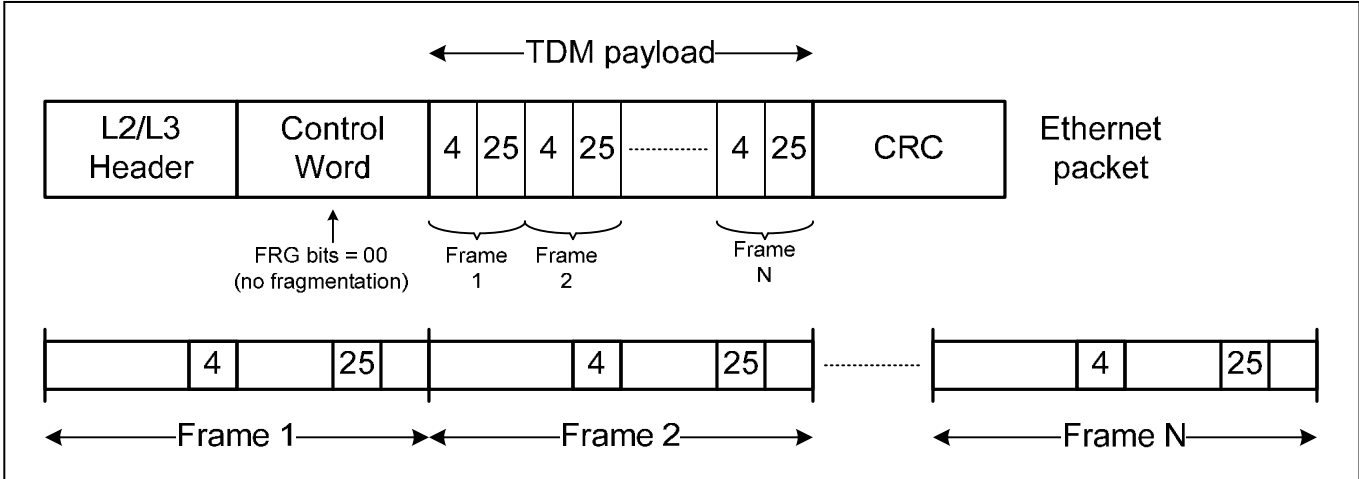 TDM payload
L2/L3
Header
Control
Word
4 25 4 25 4 25
CRC
Ethernet
packet
FRG bits = 00
(no fragmentation)
Frame
1
Frame
2
Frame
N
4 25 4 25 4 25
Frame 1 Frame 2 Frame N